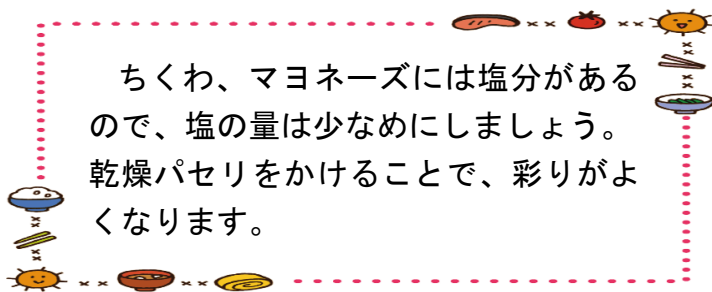 ちくわ、マヨネーズには塩分がある
ので、塩の量は少なめにしましょう。
乾燥パセリをかけることで、彩りがよ
くなります。